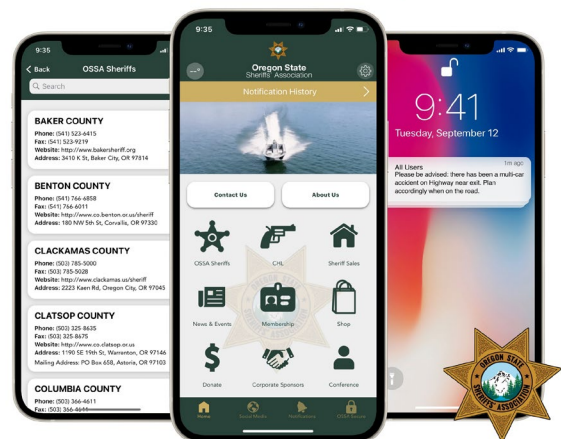 9:35
Back OSSA Sheriffs
Search
BAKER COUNTY
Phone: (541) 523-6415
Fax: (541) 523-9219
Website: http://www.bakersheriff.org
Address: 3410 K St, Baker City, OR 97814
BENTON COUNTY
Phone: (541) 766-6858
Fax: (541) 766-6011
Website: http://www.co.benton.or.us/sheriff
Address: 180 NW 5th St, Corvallis, OR 97330
CLACKAMAS COUNTY
Phone: (503) 785-5000
Fax: (503) 785-5028
Website: http://www.clackamas.us/sheriff
Address: 2223 Kaen Rd, Oregon City, OR 97045
CLATSOP COUNTY
Phone: (503) 325-8635
Fax: (503) 325-8675
Website: http://www.co.clatsop.or.us
Address: 1190 SE 19th St, Warrenton, OR 97146
Mailing Address: PO Box 658, Astoria, OR 97103
COLUMBIA COUNTY
Phone: (503) 366-4611
Fax: (503) 366-4644
9:35
--°
Oregon State
Sheriffs' Association
Notification History
Contact Us About Us
OSSA Sheriffs CHL Sheriff Sales
OREGON STATE
News & Events Membership Shop
Donate Corporate Sponsors Conference
Home Social Media Notifications OSSA Secure
9:41
Tuesday, September 12
All Users 1m ago
Please be advised: there has been a multi-car
accident on Highway near exit. Plan
accordingly when on the road.
OREGON STATE
SHERIFFS' ASSOCIATION